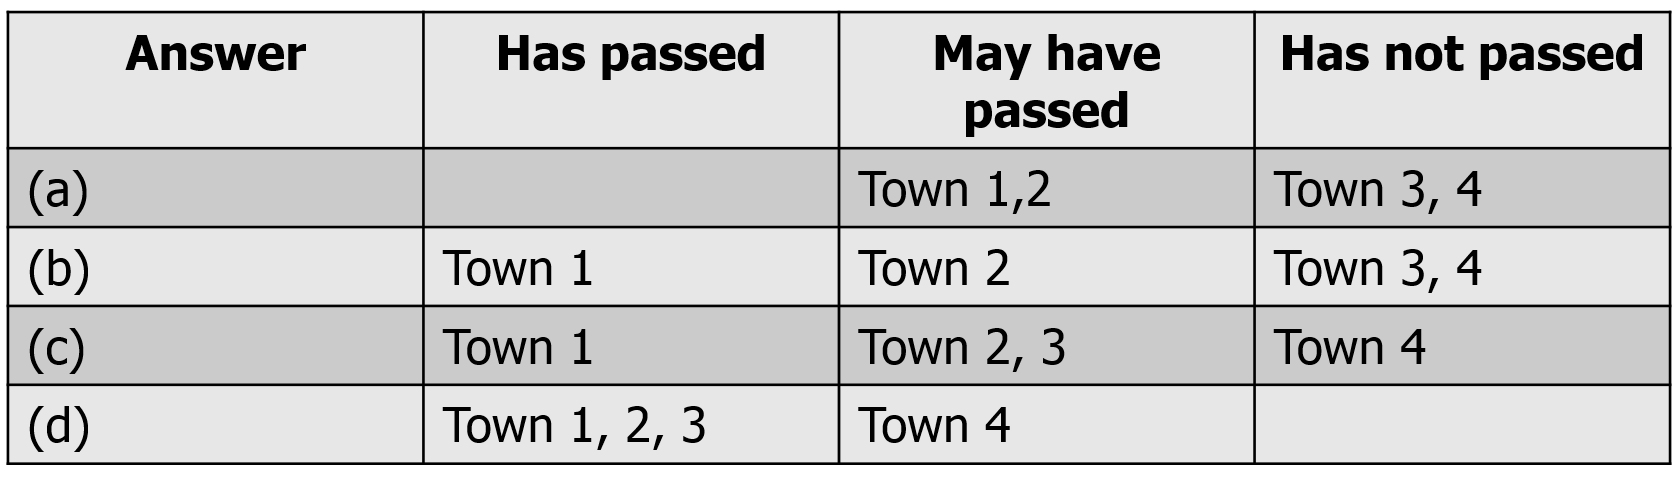 Answer Has passed May have passed Has not passed
(a) Town 1,2 Town 3, 4
(b) Town 1 Town 2 Town 3, 4
(c) Town 1 Town 2, 3 Town 4
(d) Town 1, 2, 3 Town 4